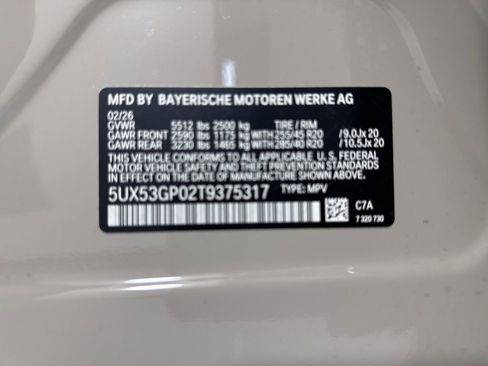 MFD BY BAYERISCHE MOTOREN WERKE AG
02/26
GVWR 5512 lbs 2500 kg TIRE / RIM
GAWR FRONT 2590 lbs 1175 kg WITH 255/45 R20 /9.0Jx 20
GAWR REAR 3230 lbs 1465 kg WITH 295/40 R20 /10.5Jx 20
THIS VEHICLE CONFORMS TO ALL APPLICABLE FEDERAL
MOTOR VEHICLE SAFETY AND THEFT PREVENTION STANDARDS
IN EFFECT ON THE DATE OF MANUFACTURE SHOWN ABOVE.
5UX53GP02T9375317 TYPE: MPV
C7A
7 320 730